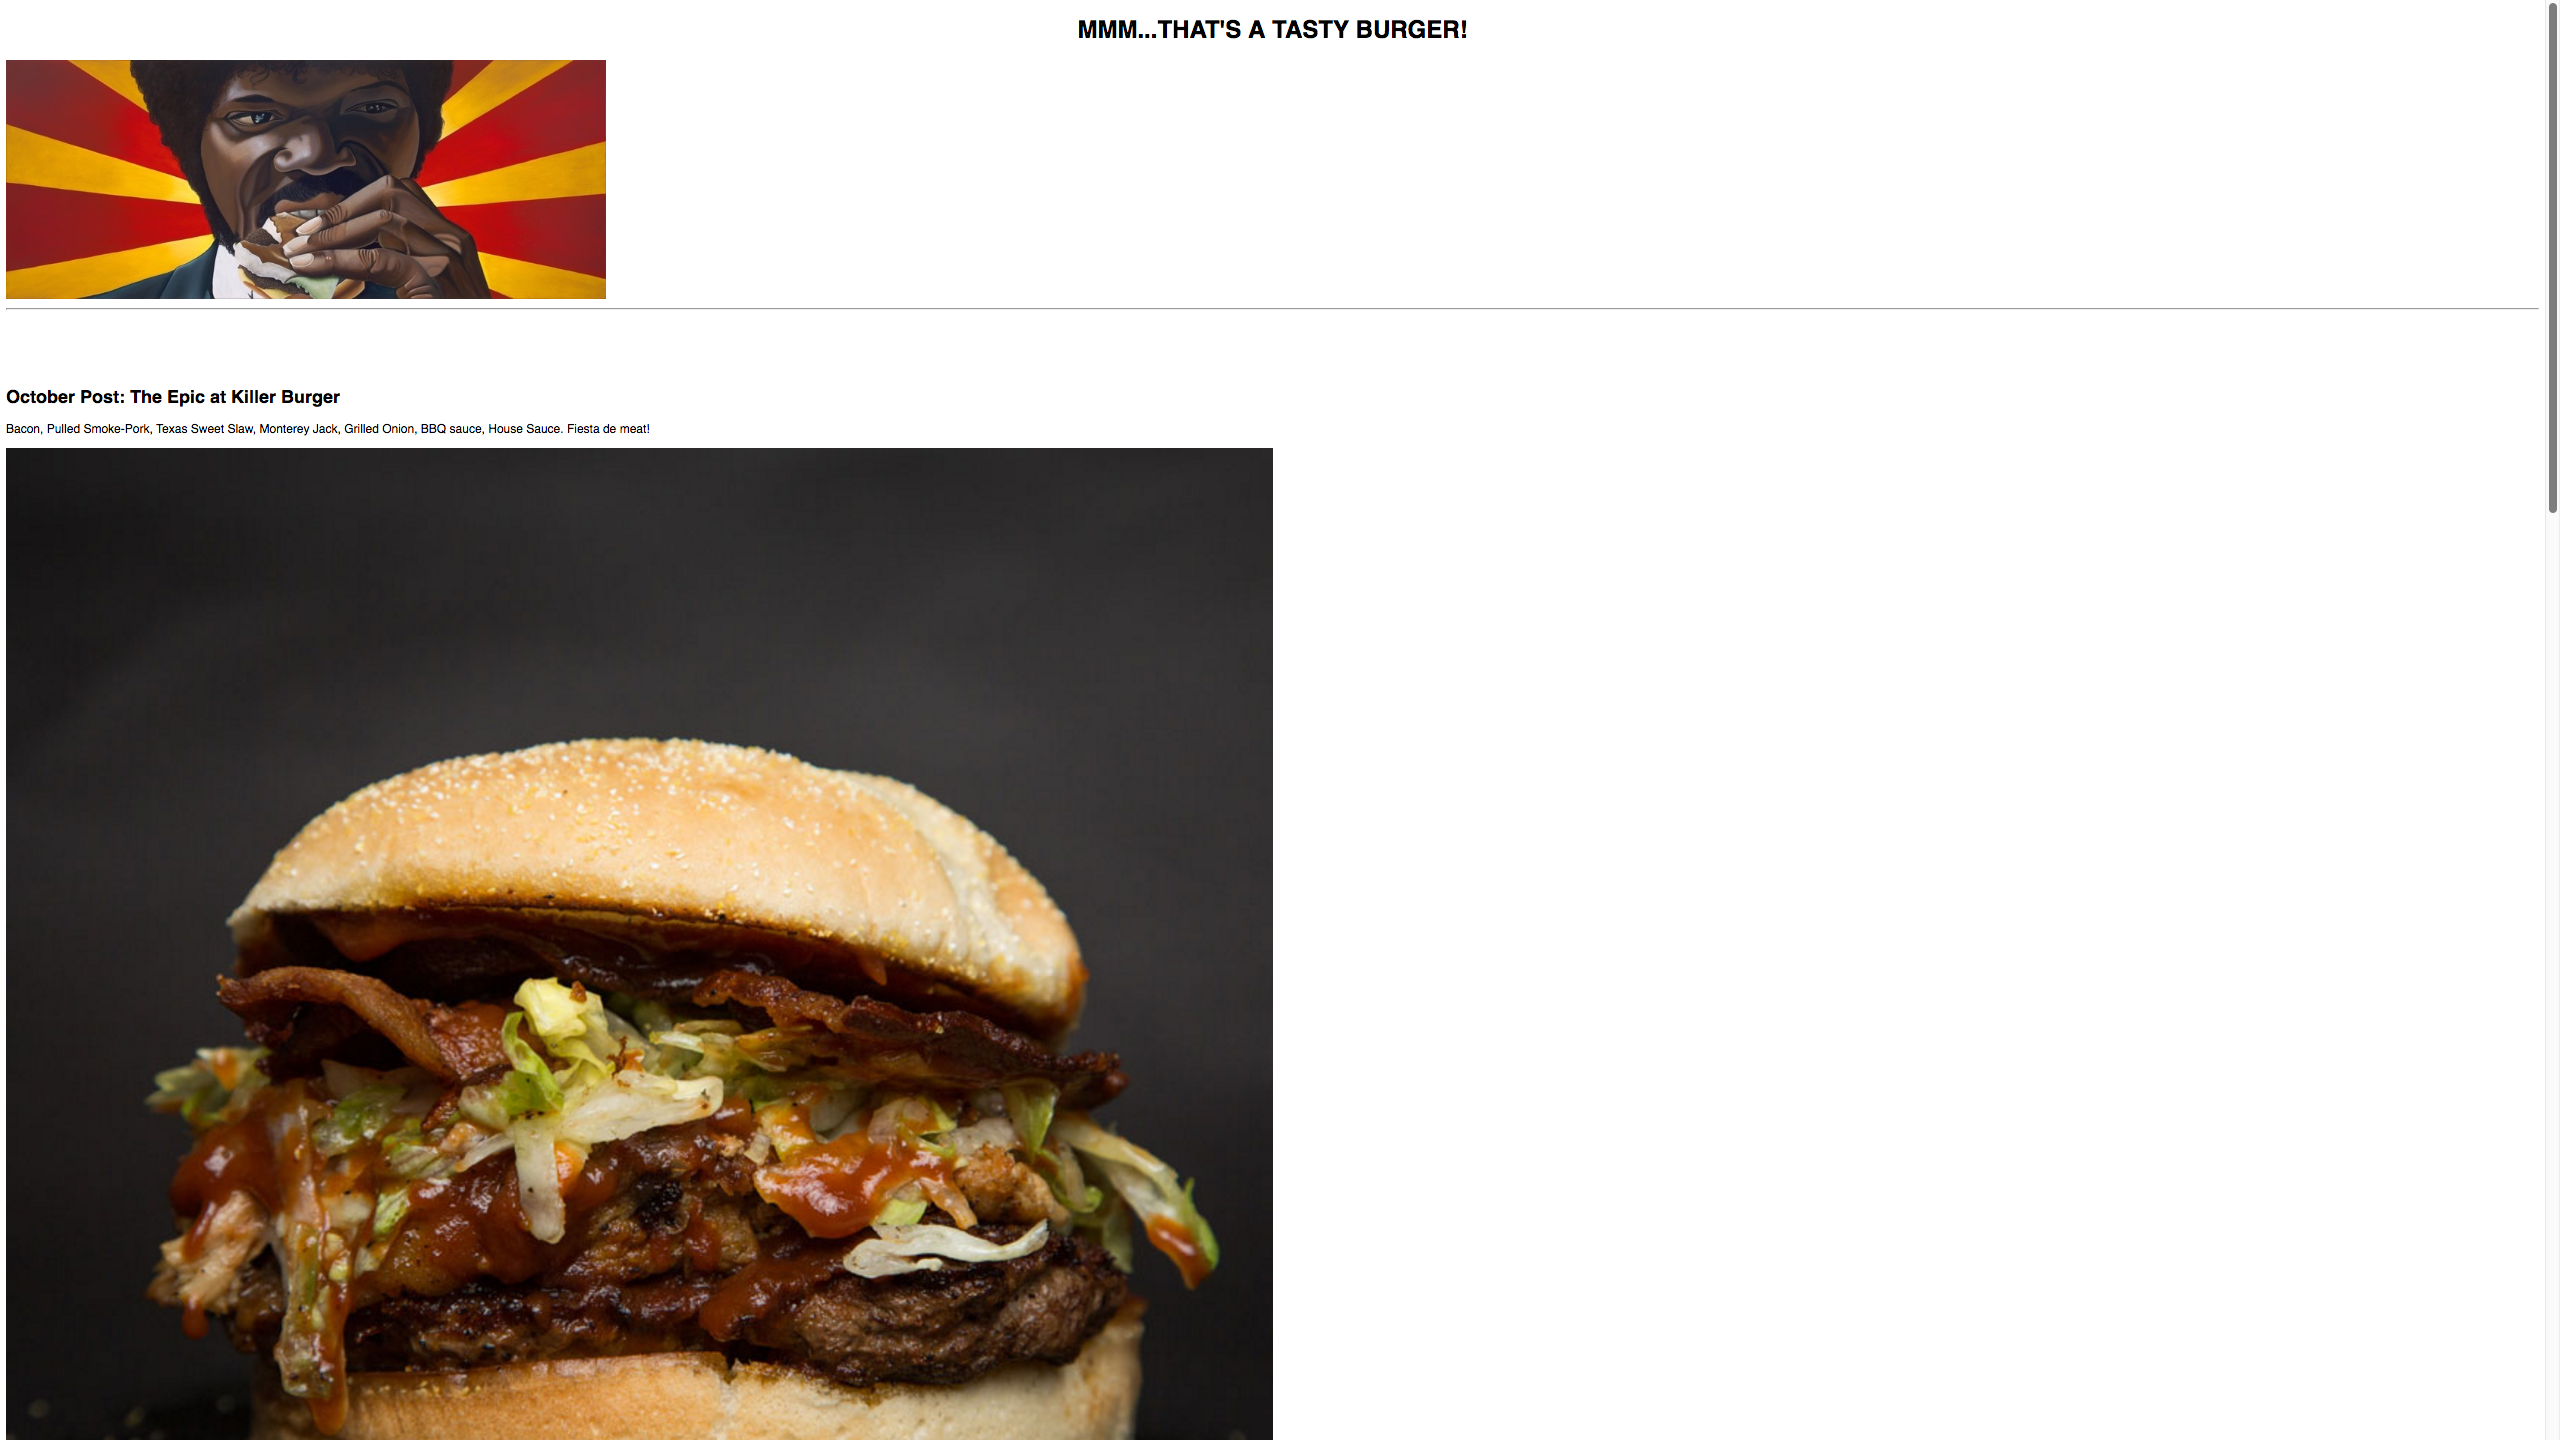 MMM...THAT'S A TASTY BURGER!
October Post: The Epic at Killer Burger
Bacon, Pulled Smoke-Pork, Texas Sweet Slaw, Monterey Jack, Grilled Onion, BBQ sauce, House Sauce. Fiesta de meat!